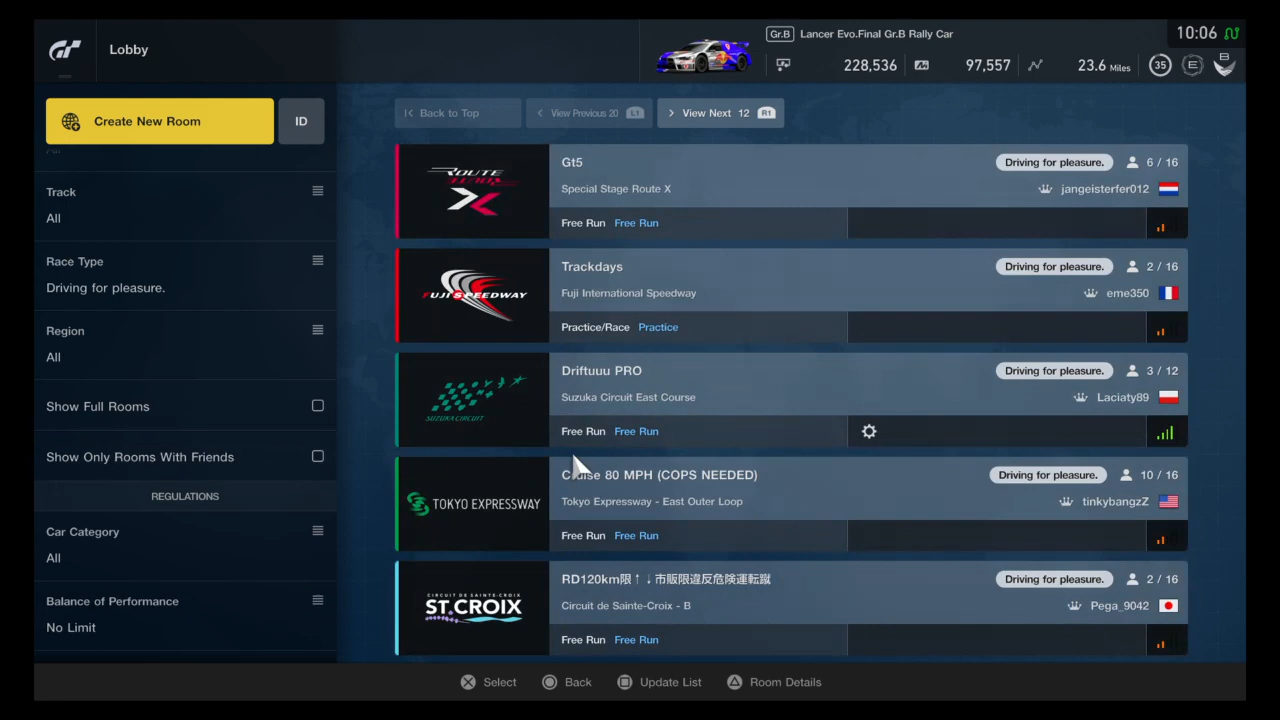 Lobby
Gr.B Lancer Evo.Final Gr.B Rally Car
10:06
228,536
97,557
23.6 Miles
35
E
B
Create New Room
ID
Back to Top
View Previous 20 L1
View Next 12 R1
Track
All
Race Type
Driving for pleasure.
Region
All
Show Full Rooms
Show Only Rooms With Friends
REGULATIONS
Car Category
All
Balance of Performance
No Limit
ROUTE X
Gt5
Driving for pleasure.
6 / 16
Special Stage Route X
jangeisterfer012
Free Run Free Run
FUJI SPEEDWAY
Trackdays
Driving for pleasure.
2 / 16
Fuji International Speedway
eme350
Practice/Race Practice
SUZUKA CIRCUIT
Driftuuu PRO
Driving for pleasure.
3 / 12
Suzuka Circuit East Course
Laciaty89
Free Run Free Run
TOKYO EXPRESSWAY
Cruise 80 MPH (COPS NEEDED)
Driving for pleasure.
10 / 16
Tokyo Expressway - East Outer Loop
tinkybangzZ
Free Run Free Run
CIRCUIT DE SAINTE-CROIX
ST.CROIX
RD120km限↑↓市販限違反危険運転蹴
Driving for pleasure.
2 / 16
Circuit de Sainte-Croix - B
Pega_9042
Free Run Free Run
Select
Back
Update List
Room Details